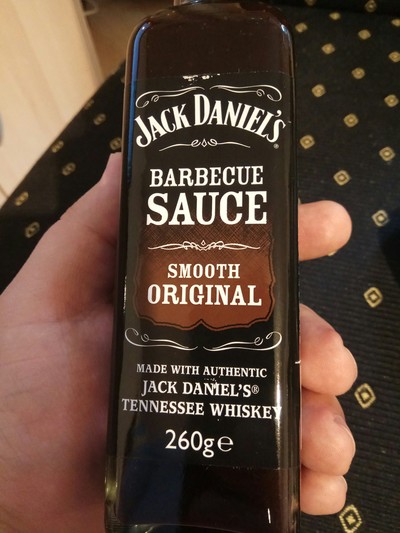 JACK DANIEL'S®
BARBECUE
SAUCE
SMOOTH
ORIGINAL
MADE WITH AUTHENTIC
JACK DANIEL'S®
TENNESSEE WHISKEY
260g℮